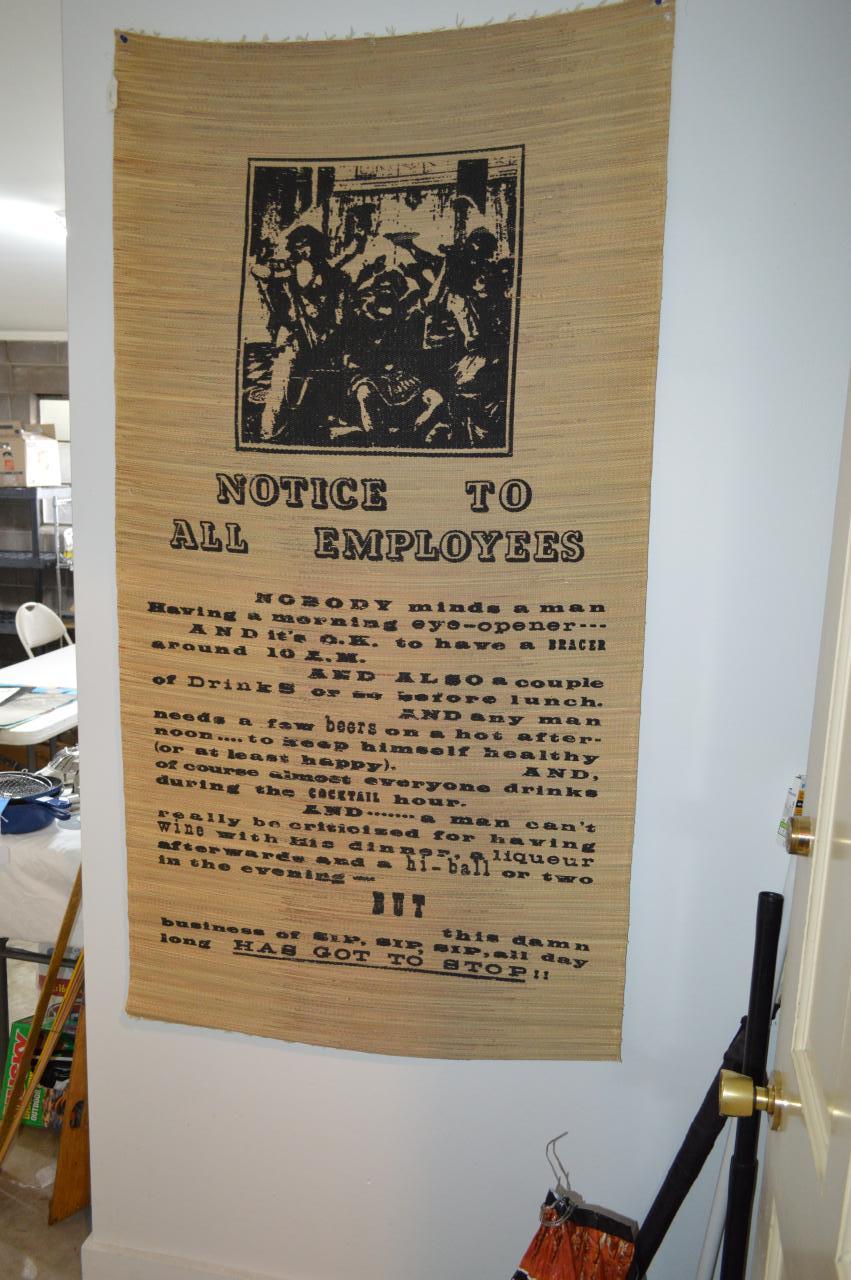 NOTICE TO
ALL EMPLOYEES
NOBODY minds a man
Having a morning eye-opener---
AND it's O.K. to have a BRACER
around 10 A.M.
AND ALSO a couple
of DrinkS or so before lunch.
AND any man
needs a few beers on a hot after-
noon....to keep himself healthy
(or at least happy). AND,
of course almost everyone drinks
during the COCKTAIL hour.
AND.......a man can't
really be criticized for having
wine with His dinner, a liqueur
afterwards and a hi-ball or two
in the evening —
BUT
this damn
business of SIP, SIP, SIP, all day
long HAS GOT TO STOP!!